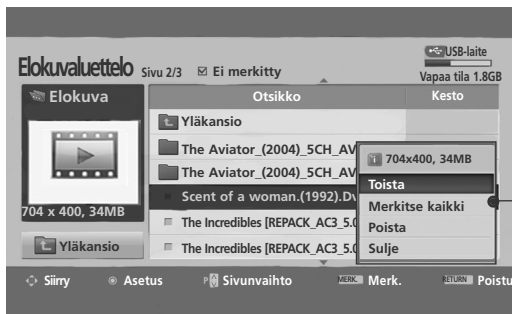 USB-laite
Elokuvaluettelo Sivu 2/3 Ei merkitty
Vapaa tila 1.8GB
Elokuva
Otsikko
Kesto
Yläkansio
The Aviator_(2004)_5CH_AV
The Aviator_(2004)_5CH_AV
Scent of a woman.(1992).Dv
The Incredibles [REPACK_AC3_5.0
The Incredibles [REPACK_AC3_5.0
704 x 400, 34MB
Yläkansio
704x400, 34MB
Toista
Merkitse kaikki
Poista
Sulje
Siirry
Asetus
P Sivunvaihto
MERK. Merk.
RETURN Poistu